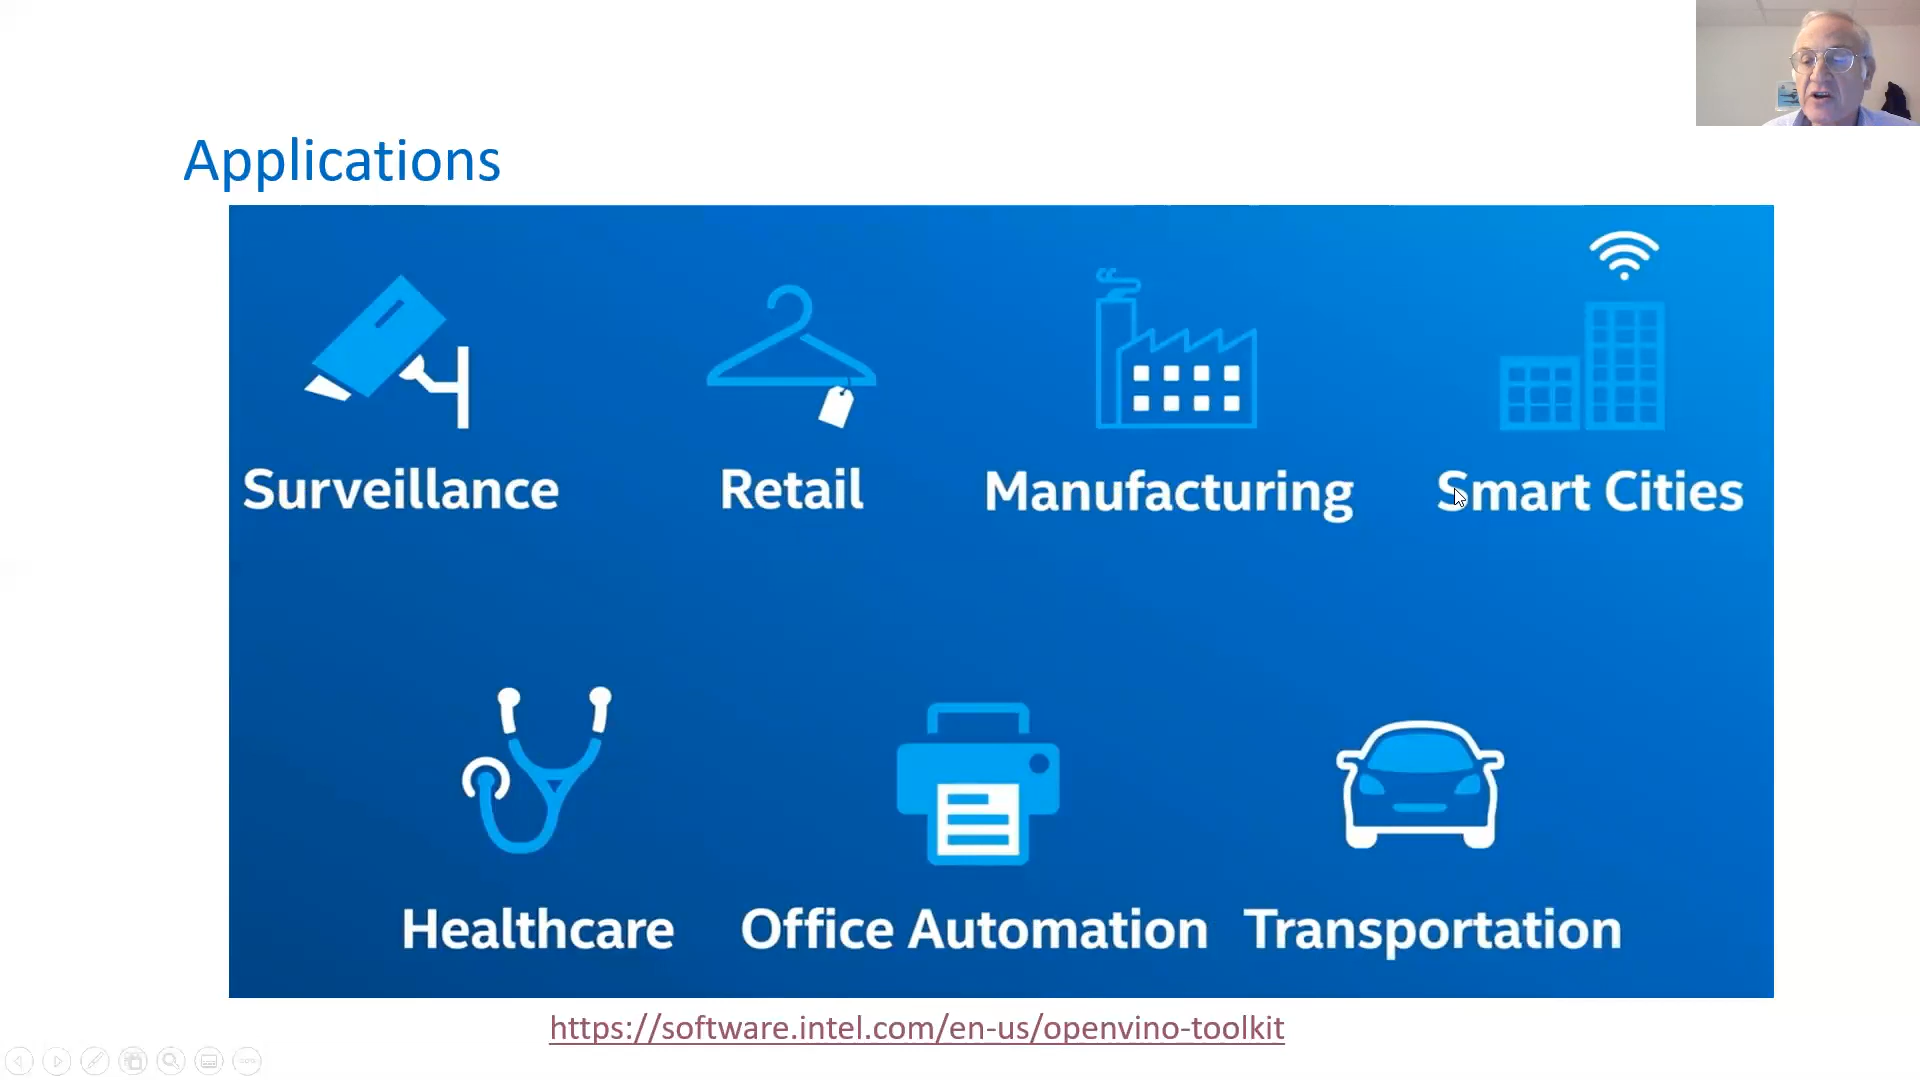 Applications
Surveillance
Retail
Manufacturing
Smart Cities
Healthcare
Office Automation
Transportation
https://software.intel.com/en-us/openvino-toolkit